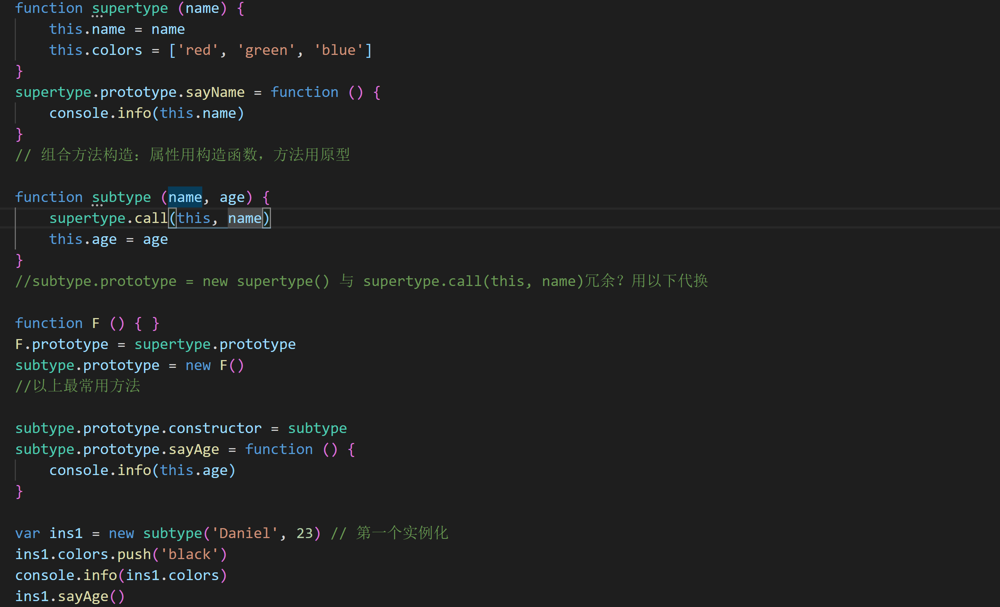 function supertype (name) {
    this.name = name
    this.colors = ['red', 'green', 'blue']
}
supertype.prototype.sayName = function () {
    console.info(this.name)
}
// 组合方法构造：属性用构造函数，方法用原型
function subtype (name, age) {
    supertype.call(this, name)
    this.age = age
}
//subtype.prototype = new supertype() 与 supertype.call(this, name)冗余？用以下代换
function F () { }
F.prototype = supertype.prototype
subtype.prototype = new F()
//以上最常用方法
subtype.prototype.constructor = subtype
subtype.prototype.sayAge = function () {
    console.info(this.age)
}
var ins1 = new subtype('Daniel', 23) // 第一个实例化
ins1.colors.push('black')
console.info(ins1.colors)
ins1.sayAge()